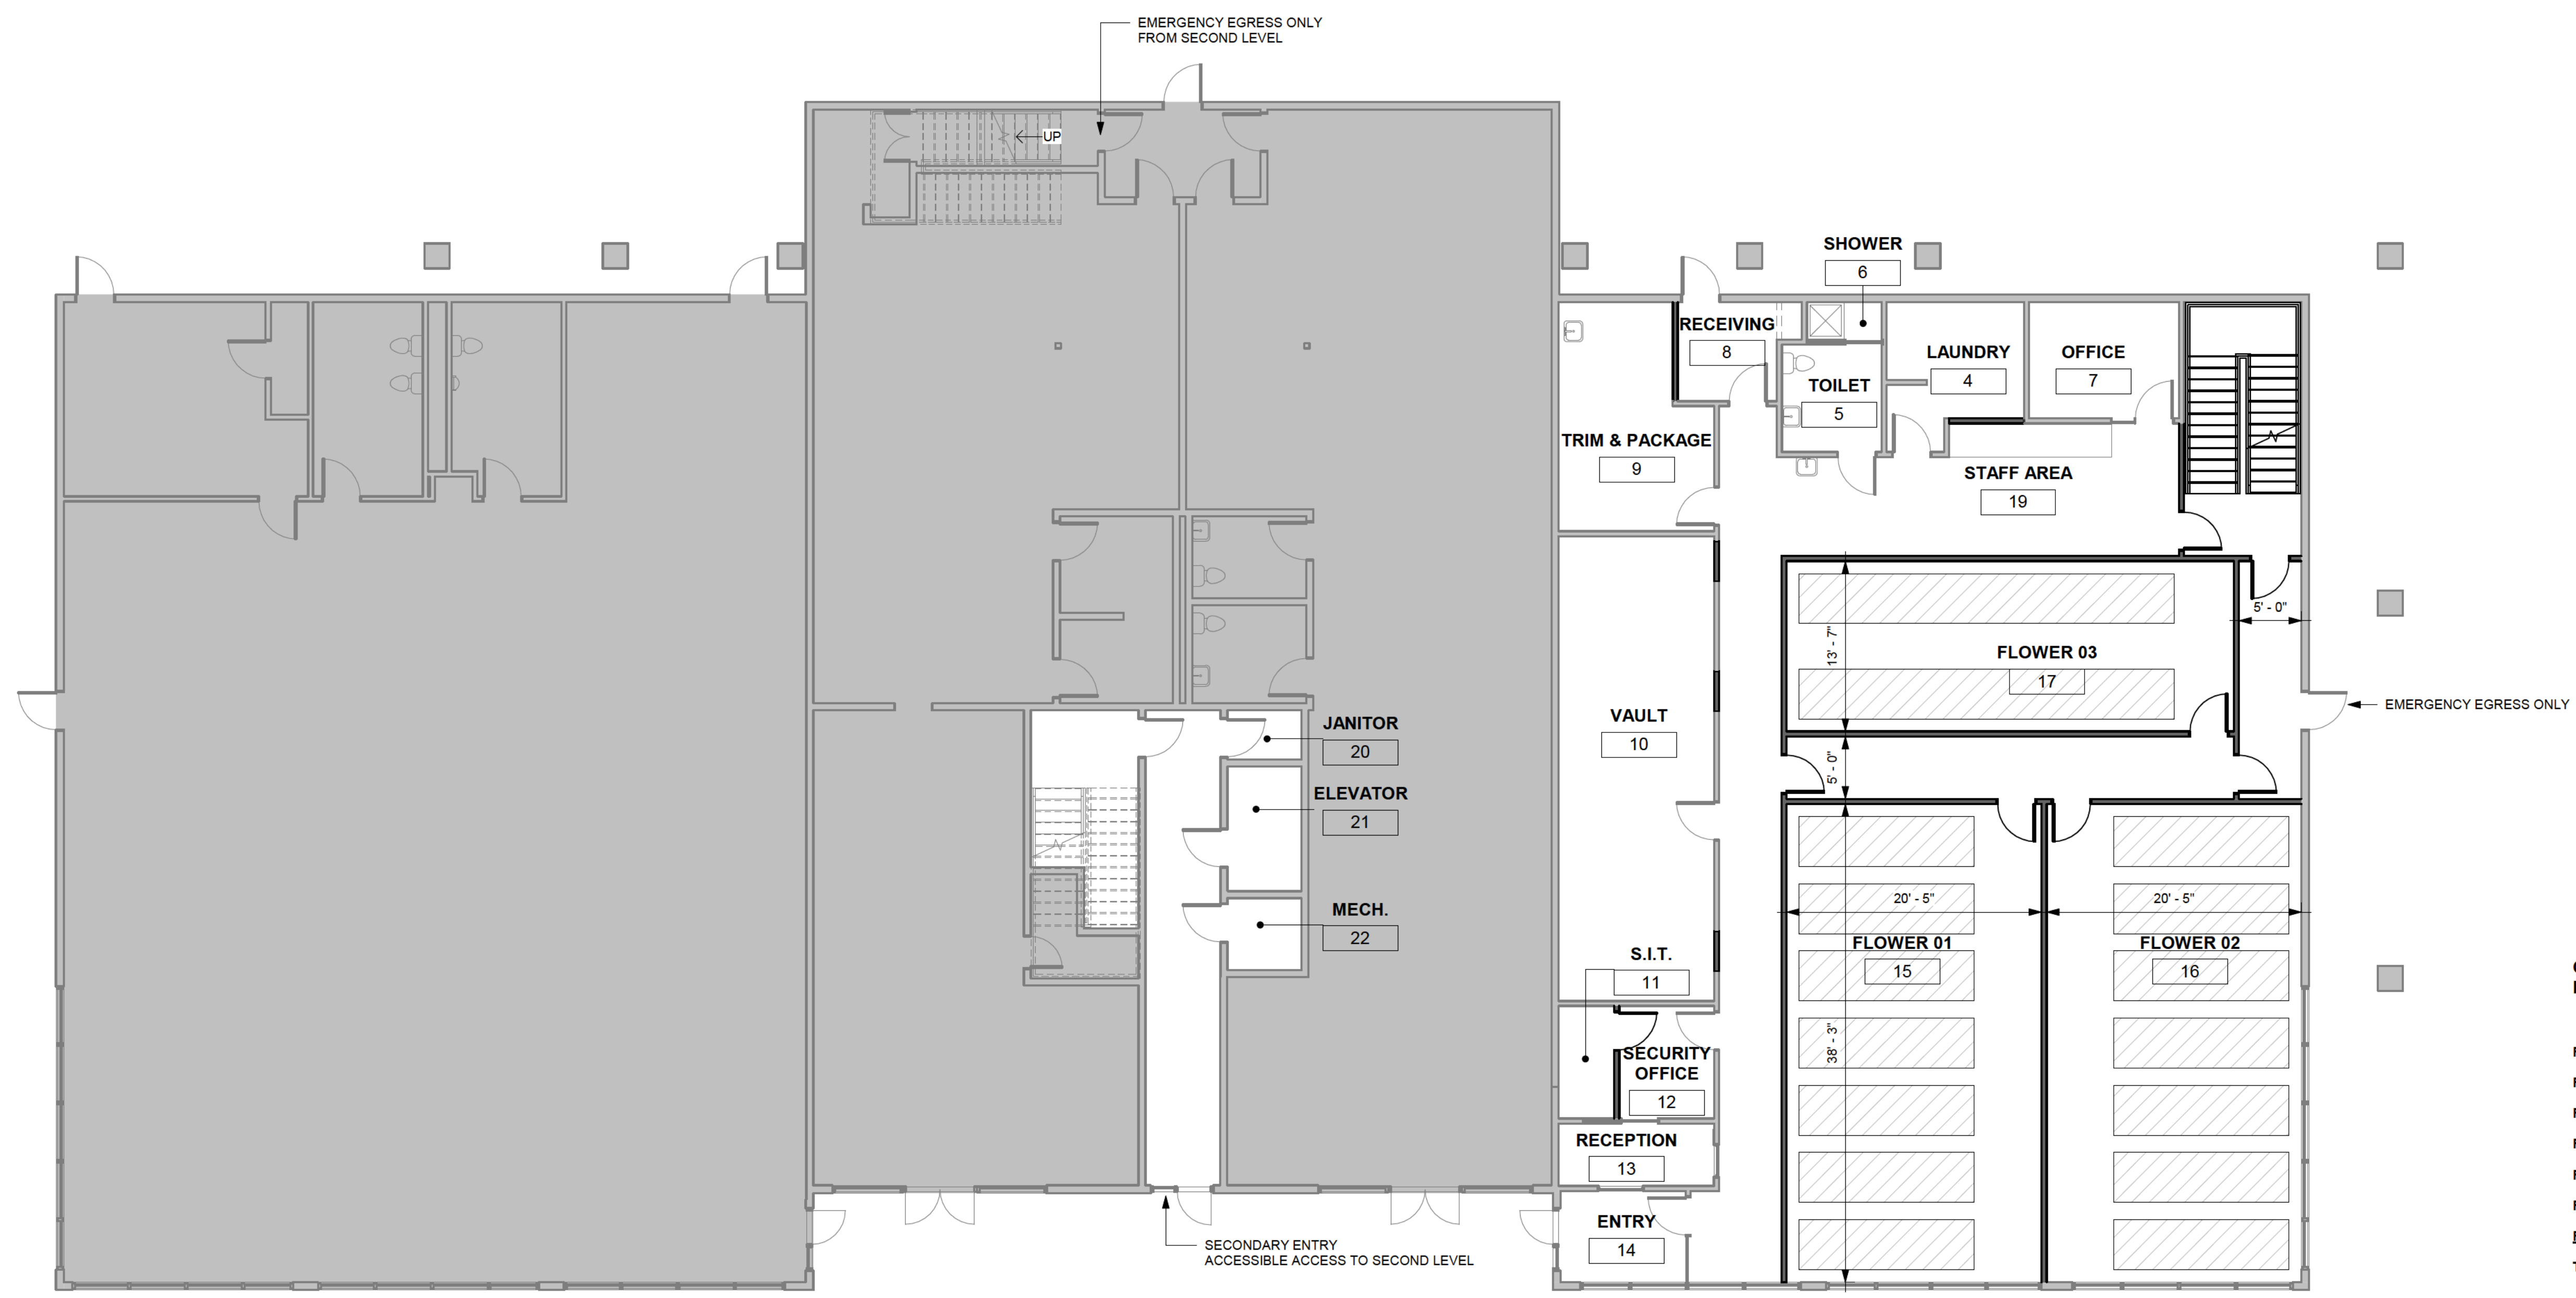 EMERGENCY EGRESS ONLY
FROM SECOND LEVEL
UP
SHOWER
6
RECEIVING
8
LAUNDRY
4
OFFICE
7
TOILET
5
TRIM & PACKAGE
9
STAFF AREA
19
5' - 0"
13' - 7"
FLOWER 03
17
EMERGENCY EGRESS ONLY
JANITOR
20
VAULT
10
5' - 0"
ELEVATOR
21
MECH.
22
20' - 5"
20' - 5"
S.I.T.
11
FLOWER 01
15
FLOWER 02
16
38' - 3"
SECURITY
OFFICE
12
RECEPTION
13
ENTRY
14
SECONDARY ENTRY
ACCESSIBLE ACCESS TO SECOND LEVEL